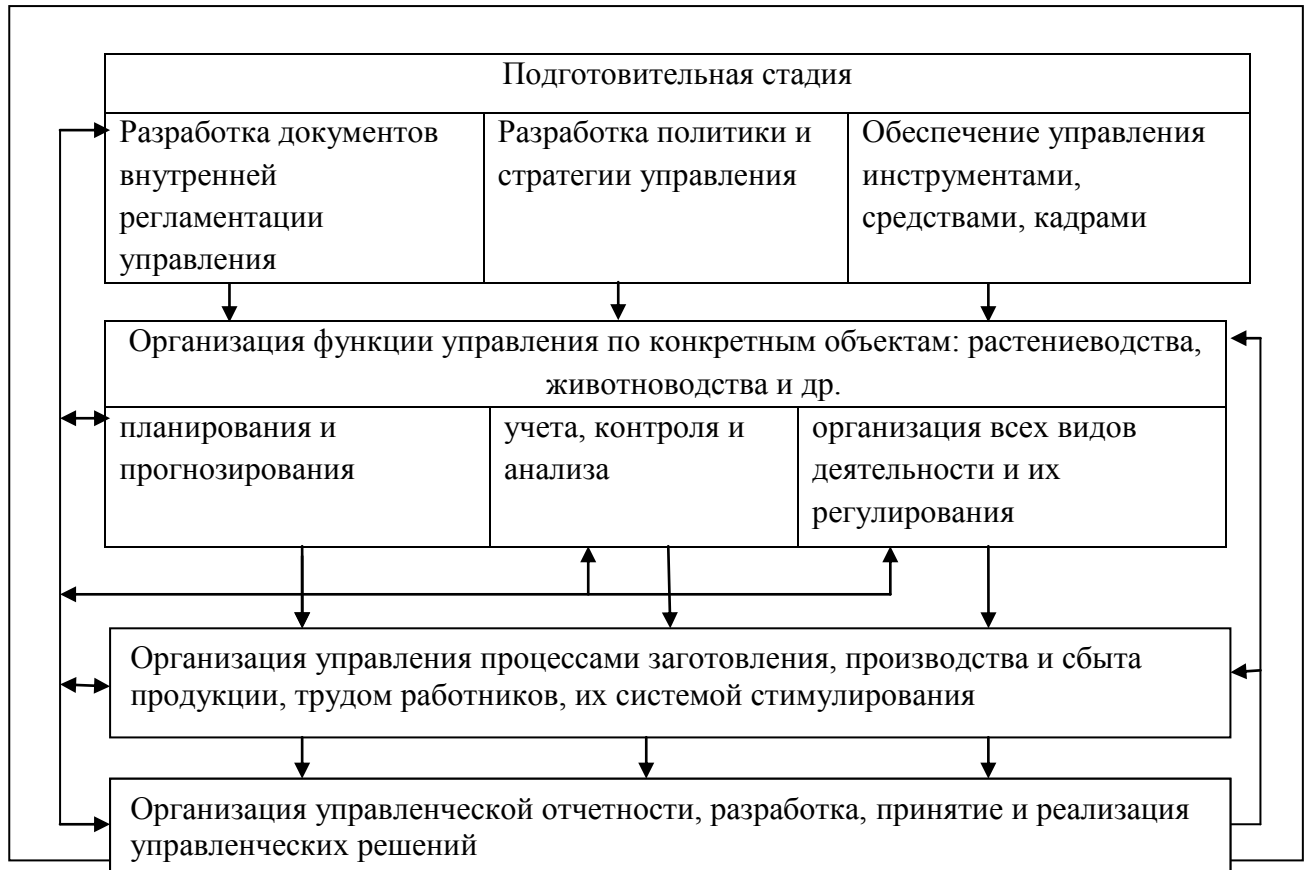 Подготовительная стадия
Разработка документов
внутренней
регламентации
управления
Разработка политики и
стратегии управления
Обеспечение управления
инструментами,
средствами, кадрами
Организация функции управления по конкретным объектам: растениеводства,
животноводства и др.
планирования и
прогнозирования
учета, контроля и
анализа
организация всех видов
деятельности и их
регулирования
Организация управления процессами заготовления, производства и сбыта
продукции, трудом работников, их системой стимулирования
Организация управленческой отчетности, разработка, принятие и реализация
управленческих решений